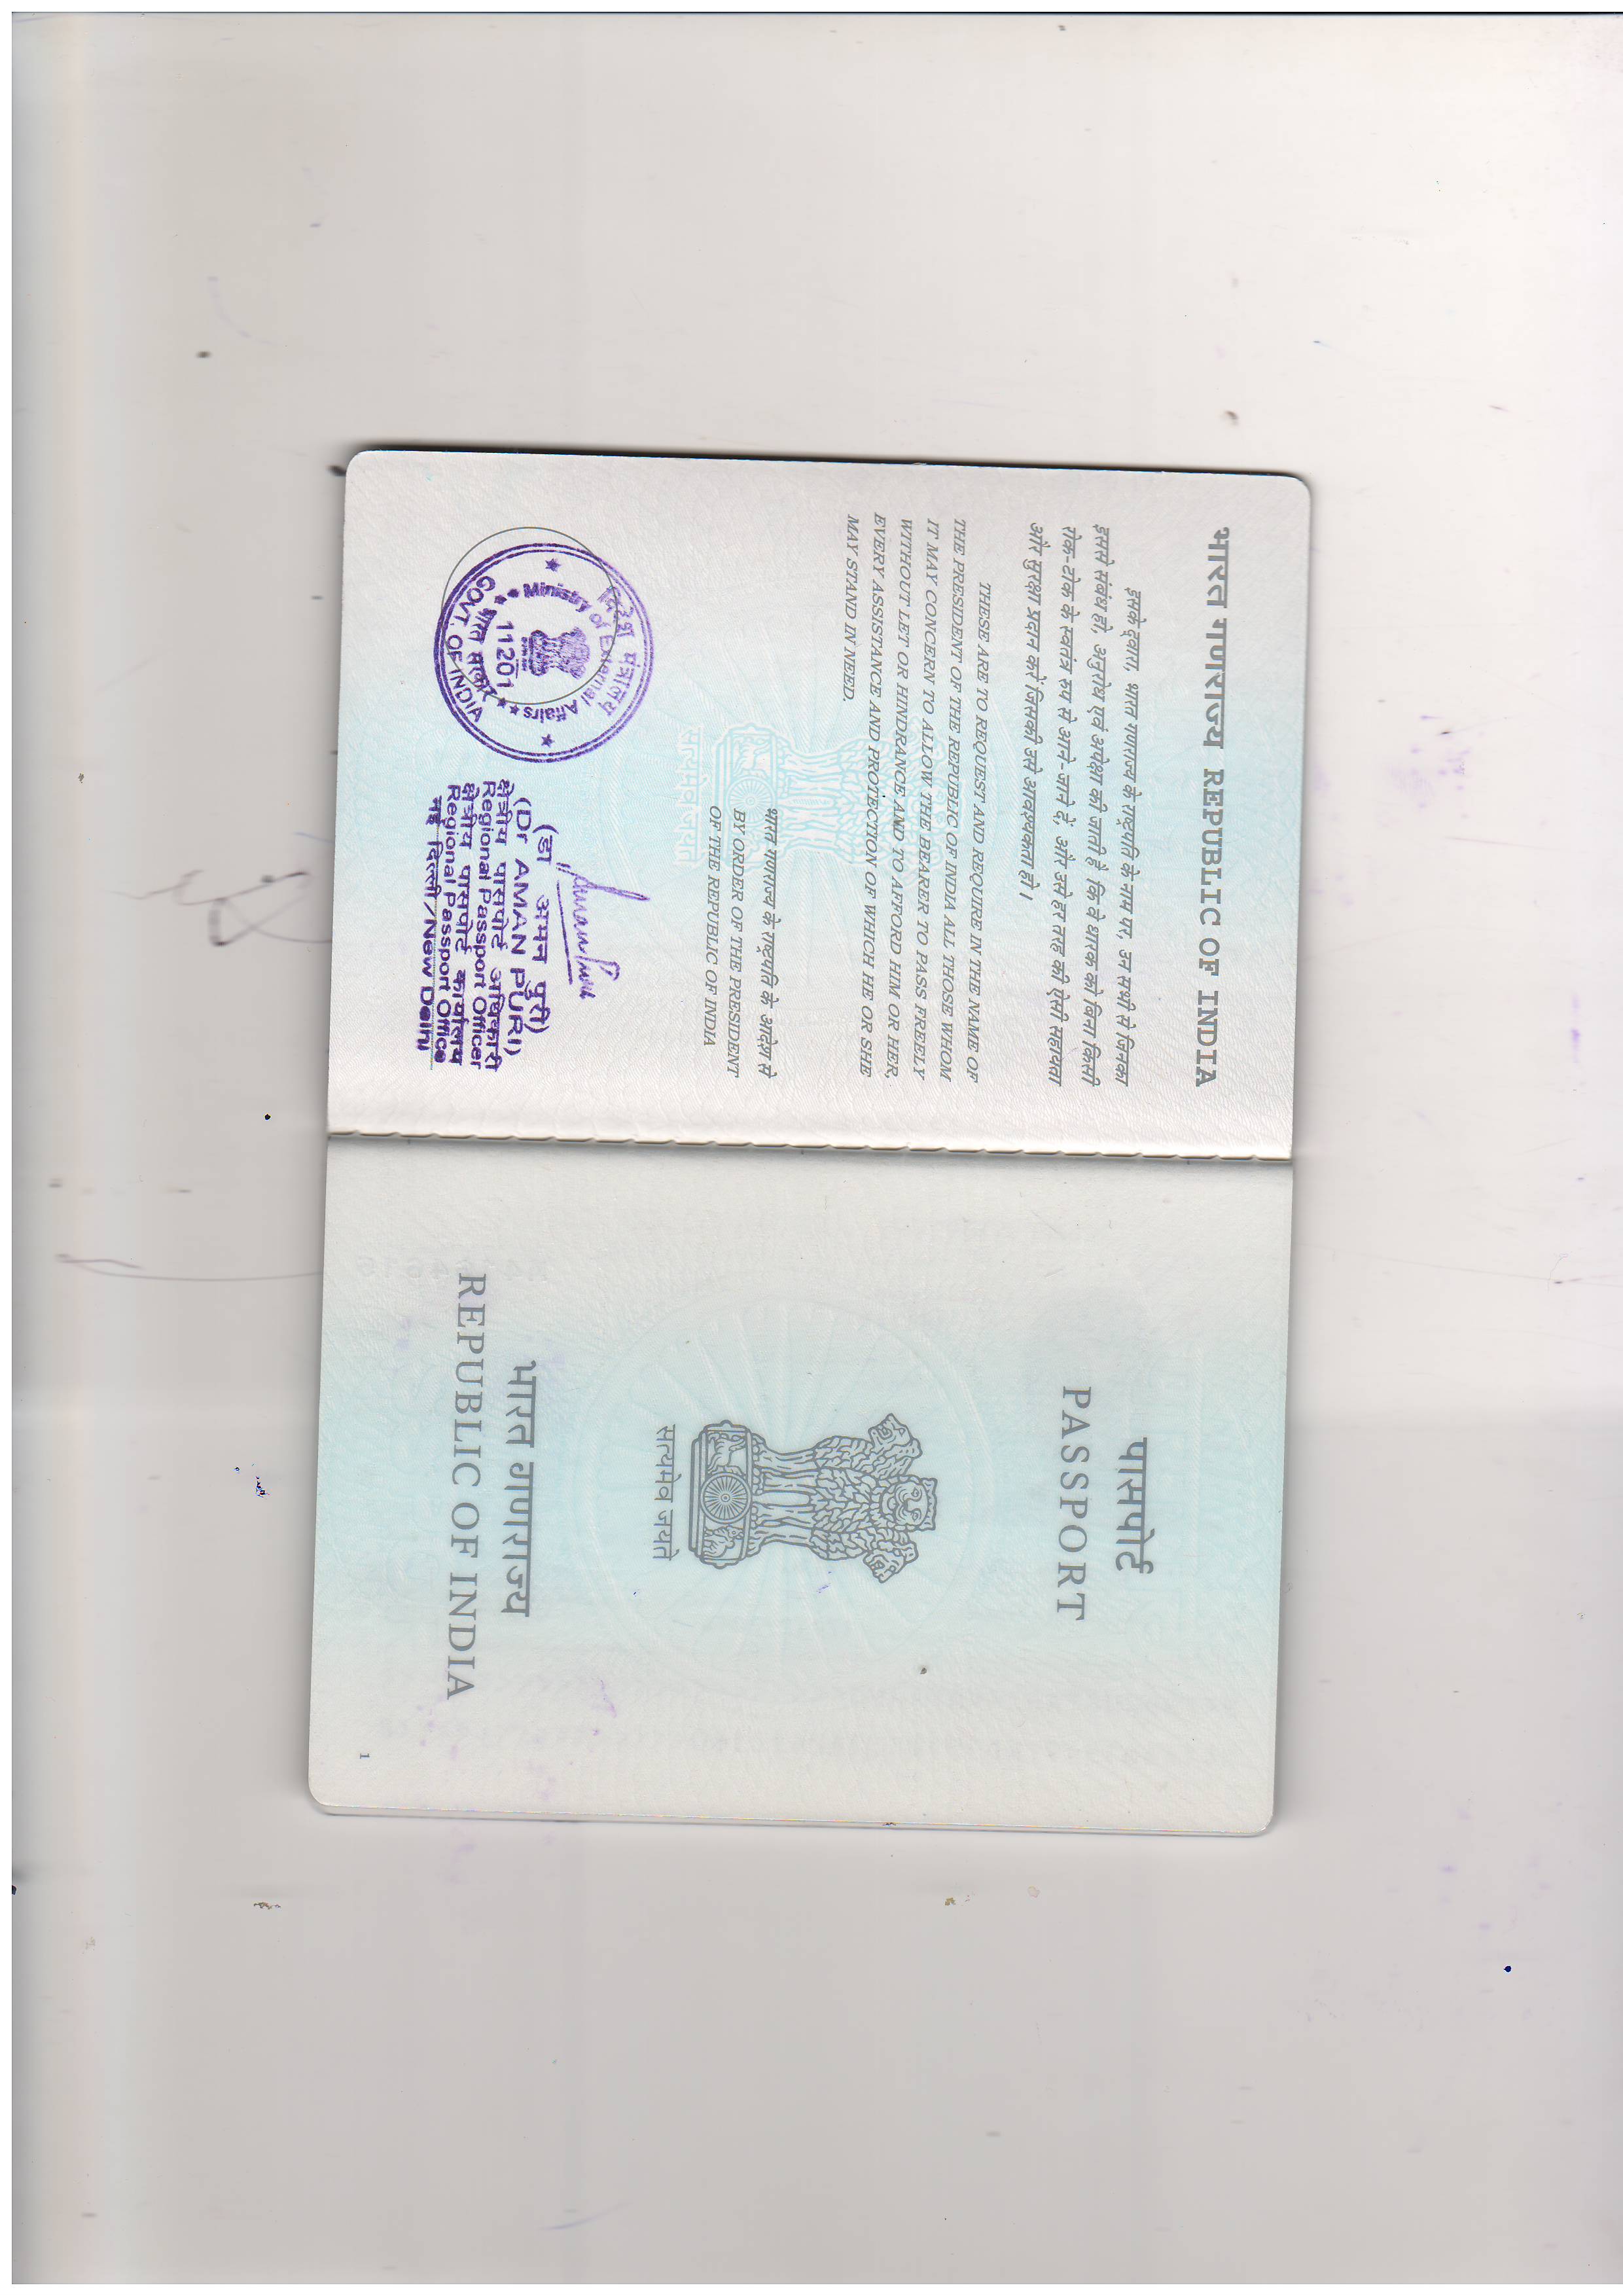 भारत गणराज्य REPUBLIC OF INDIA
इसके द्वारा, भारत गणराज्य के राष्ट्रपति के नाम पर, उन सभी से जिनका
इससे संबंध हो, अनुरोध एवं अपेक्षा की जाती है कि वे धारक को बिना किसी
रोक-टोक के स्वतंत्र रूप से आने-जाने दें, और उसे हर तरह की ऐसी सहायता
और सुरक्षा प्रदान करें जिसकी उसे आवश्यकता हो।
THESE ARE TO REQUEST AND REQUIRE IN THE NAME OF
THE PRESIDENT OF THE REPUBLIC OF INDIA ALL THOSE WHOM
IT MAY CONCERN TO ALLOW THE BEARER TO PASS FREELY
WITHOUT LET OR HINDRANCE, AND TO AFFORD HIM OR HER,
EVERY ASSISTANCE AND PROTECTION OF WHICH HE OR SHE
MAY STAND IN NEED.
भारत गणराज्य के राष्ट्रपति के आदेश से
BY ORDER OF THE PRESIDENT
OF THE REPUBLIC OF INDIA
विदेश मंत्रालय
Ministry of External Affairs
11201
भारत सरकार
GOVT. OF INDIA
(डा अमन पुरी)
(Dr AMAN PURI)
क्षेत्रीय पासपोर्ट अधिकारी
Regional Passport Officer
क्षेत्रीय पासपोर्ट कार्यालय
Regional Passport Office
नई दिल्ली/New Delhi
पासपोर्ट
PASSPORT
सत्यमेव जयते
भारत गणराज्य
REPUBLIC OF INDIA
1